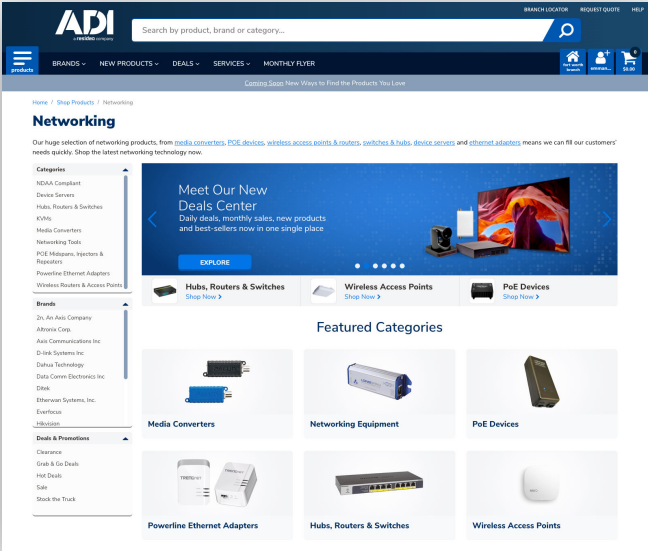 BRANCH LOCATOR REQUEST QUOTE HELP
ADI
a resideo company
Search by product, brand or category...
products
BRANDS NEW PRODUCTS DEALS SERVICES MONTHLY FLYER
fort worth
branch
emman...
0
$0.00
Coming Soon New Ways to Find the Products You Love
Home / Shop Products / Networking
Networking
Our huge selection of networking products, from media converters, POE devices, wireless access points & routers, switches & hubs, device servers and ethernet adapters means we can fill our customers'
needs quickly. Shop the latest networking technology now.
Categories
NDAA Compliant
Device Servers
Hubs, Routers & Switches
KVMs
Media Converters
Networking Tools
POE Midspans, Injectors &
Repeaters
Powerline Ethernet Adapters
Wireless Routers & Access Points
Brands
2n, An Axis Company
Altronix Corp.
Axis Communications Inc
D-link Systems Inc
Dahua Technology
Data Comm Electronics Inc
Ditek
Etherwan Systems, Inc.
Everfocus
Hikvision
Deals & Promotions
Clearance
Grab & Go Deals
Hot Deals
Sale
Stock the Truck
Meet Our New
Deals Center
Daily deals, monthly sales, new products
and best-sellers now in one single place
EXPLORE
Hubs, Routers & Switches
Shop Now >
Wireless Access Points
Shop Now >
PoE Devices
Shop Now >
Featured Categories
Media Converters
Networking Equipment
PoE Devices
TRENDNET
TRENDNET
Powerline Ethernet Adapters
Hubs, Routers & Switches
Wireless Access Points